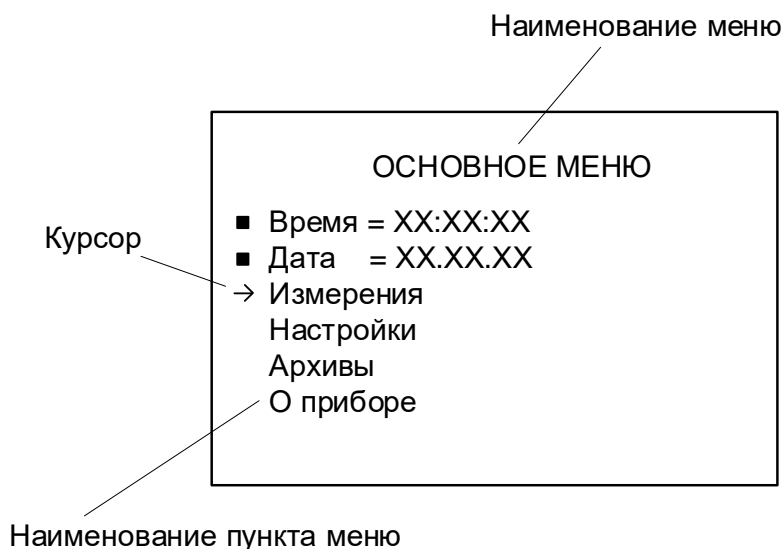 Наименование меню
ОСНОВНОЕ МЕНЮ
■ Время = XX:XX:XX
■ Дата = XX.XX.XX
Курсор
→ Измерения
Настройки
Архивы
О приборе
Наименование пункта меню